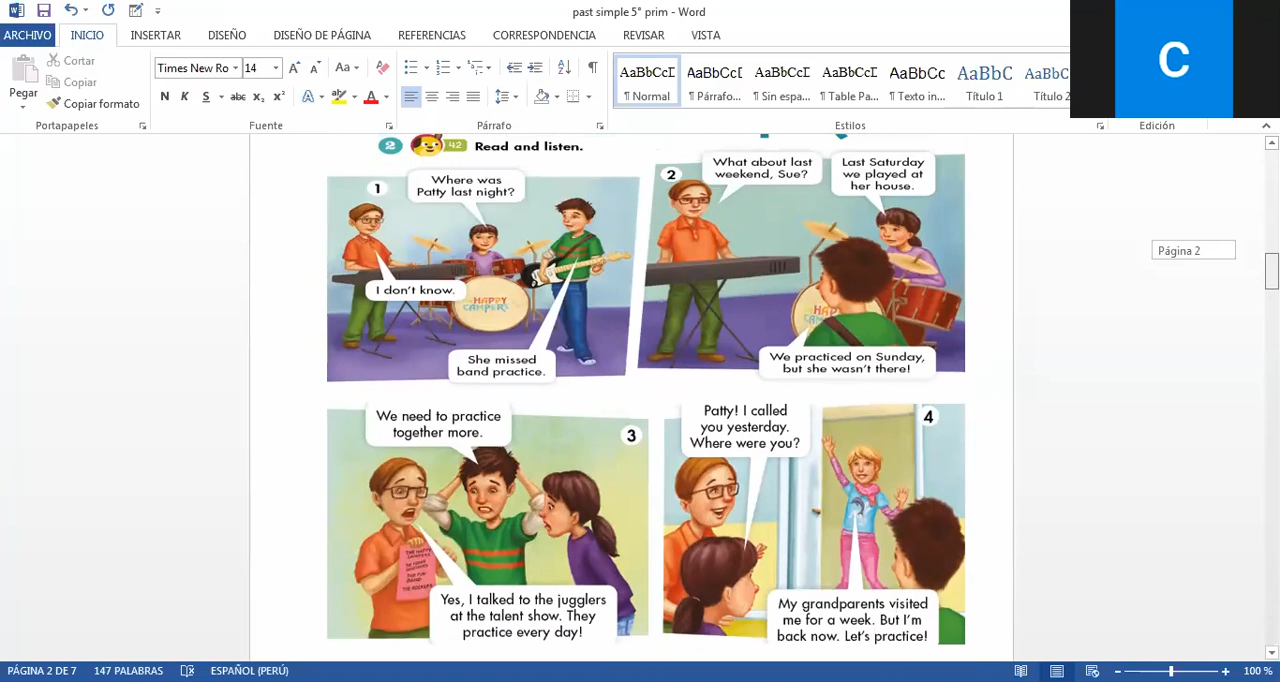 past simple 5° prim - Word
ARCHIVO
INICIO
INSERTAR
DISEÑO
DISEÑO DE PÁGINA
REFERENCIAS
CORRESPONDENCIA
REVISAR
VISTA
Pegar
Cortar
Copiar
Copiar formato
Portapapeles
Times New Ro
14
Aa
N K S abc x₂ x²
Fuente
Párrafo
AaBbCcI
¶ Normal
AaBbC
¶ Párrafo...
AaBbCcI
¶ Sin espa...
AaBbCcI
¶ Table Pa...
AaBbCc
¶ Texto in...
AaBbC
Título 1
AaBbC
Título 2
Estilos
Edición
C
2
42
Read and listen.
1
Where was
Patty last night?
I don't know.
HAPPY
CAMPERS
She missed
band practice.
2
What about last
weekend, Sue?
Last Saturday
we played at
her house.
We practiced on Sunday,
but she wasn't there!
3
We need to practice
together more.
Yes, I talked to the jugglers
at the talent show. They
practice every day!
4
Patty! I called
you yesterday.
Where were you?
My grandparents visited
me for a week. But I'm
back now. Let's practice!
Página 2
PÁGINA 2 DE 7
147 PALABRAS
ESPAÑOL (PERÚ)
100 %